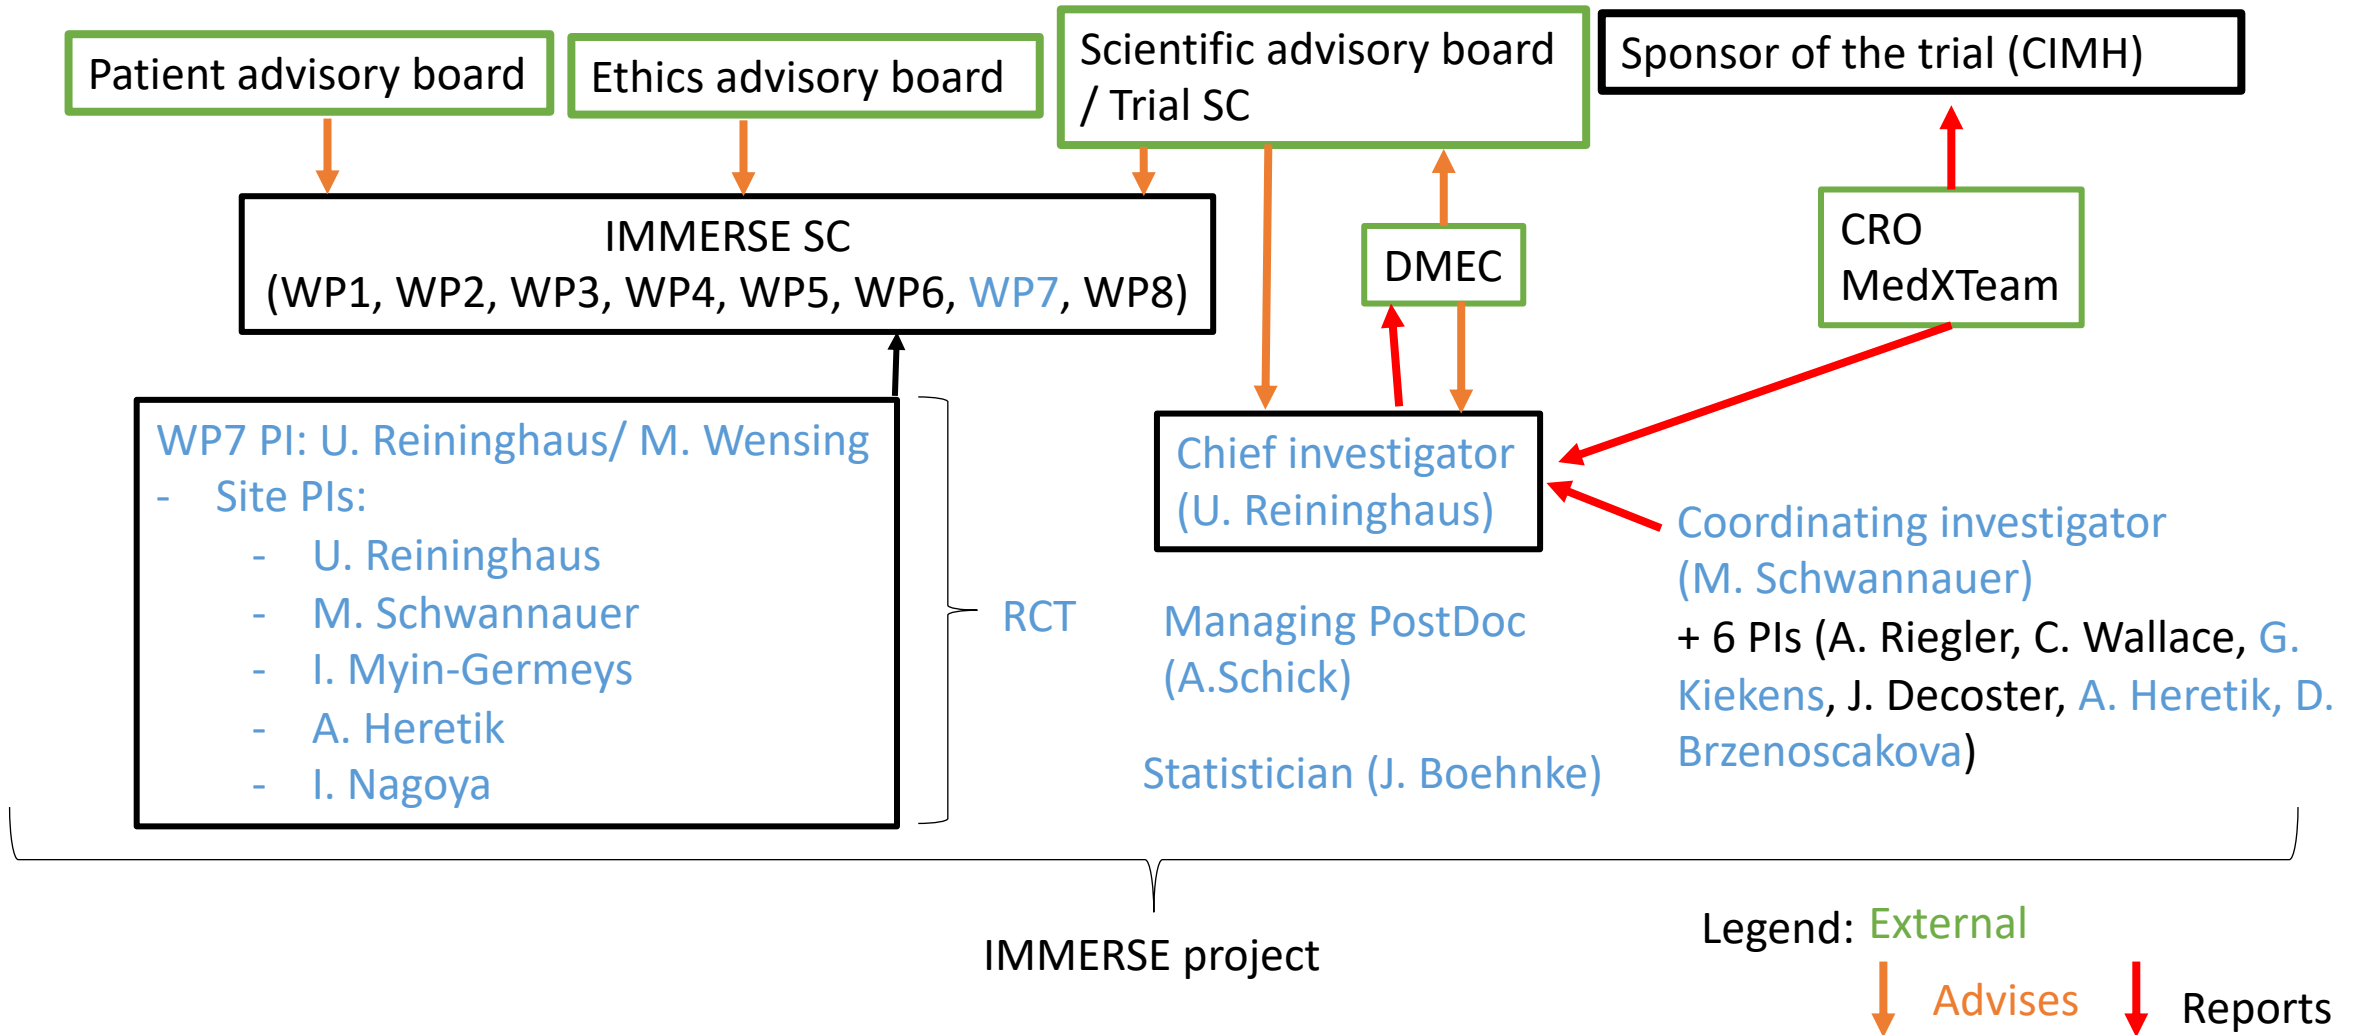 Patient advisory board
Ethics advisory board
Scientific advisory board
/ Trial SC
Sponsor of the trial (CIMH)
IMMERSE SC
(WP1, WP2, WP3, WP4, WP5, WP6, WP7, WP8)
DMEC
CRO
MedXTeam
WP7 PI: U. Reininghaus/ M. Wensing
- Site PIs:
- U. Reininghaus
- M. Schwannauer
- I. Myin-Germeys
- A. Heretik
- I. Nagoya
RCT
Chief investigator
(U. Reininghaus)
Managing PostDoc
(A.Schick)
Statistician (J. Boehnke)
Coordinating investigator
(M. Schwannauer)
+ 6 PIs (A. Riegler, C. Wallace, G.
Kiekens, J. Decoster, A. Heretik, D.
Brzenoscakova)
IMMERSE project
Legend: External
Advises
Reports